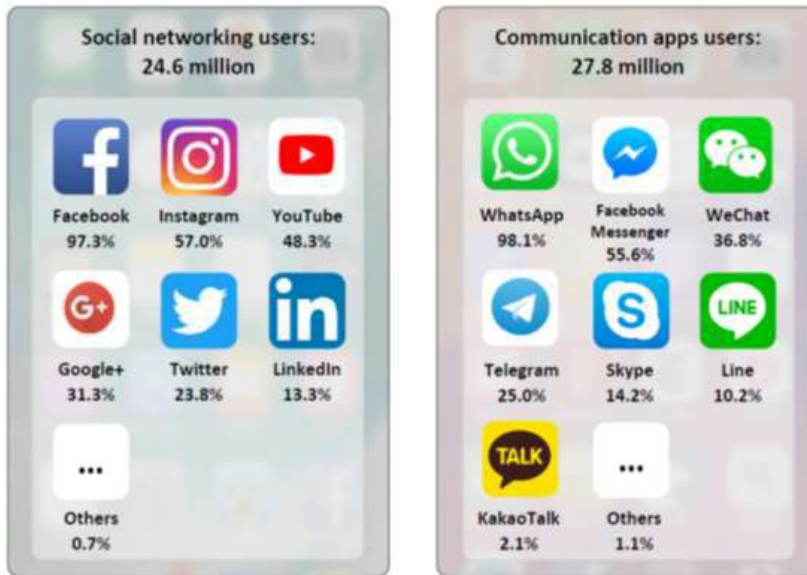 Social networking users:
24.6 million
Facebook
97.3%
Instagram
57.0%
YouTube
48.3%
G+
Google+
31.3%
Twitter
23.8%
in
LinkedIn
13.3%
...
Others
0.7%
Communication apps users:
27.8 million
WhatsApp
98.1%
Facebook
Messenger
55.6%
WeChat
36.8%
Telegram
25.0%
S
Skype
14.2%
LINE
Line
10.2%
TALK
KakaoTalk
2.1%
...
Others
1.1%